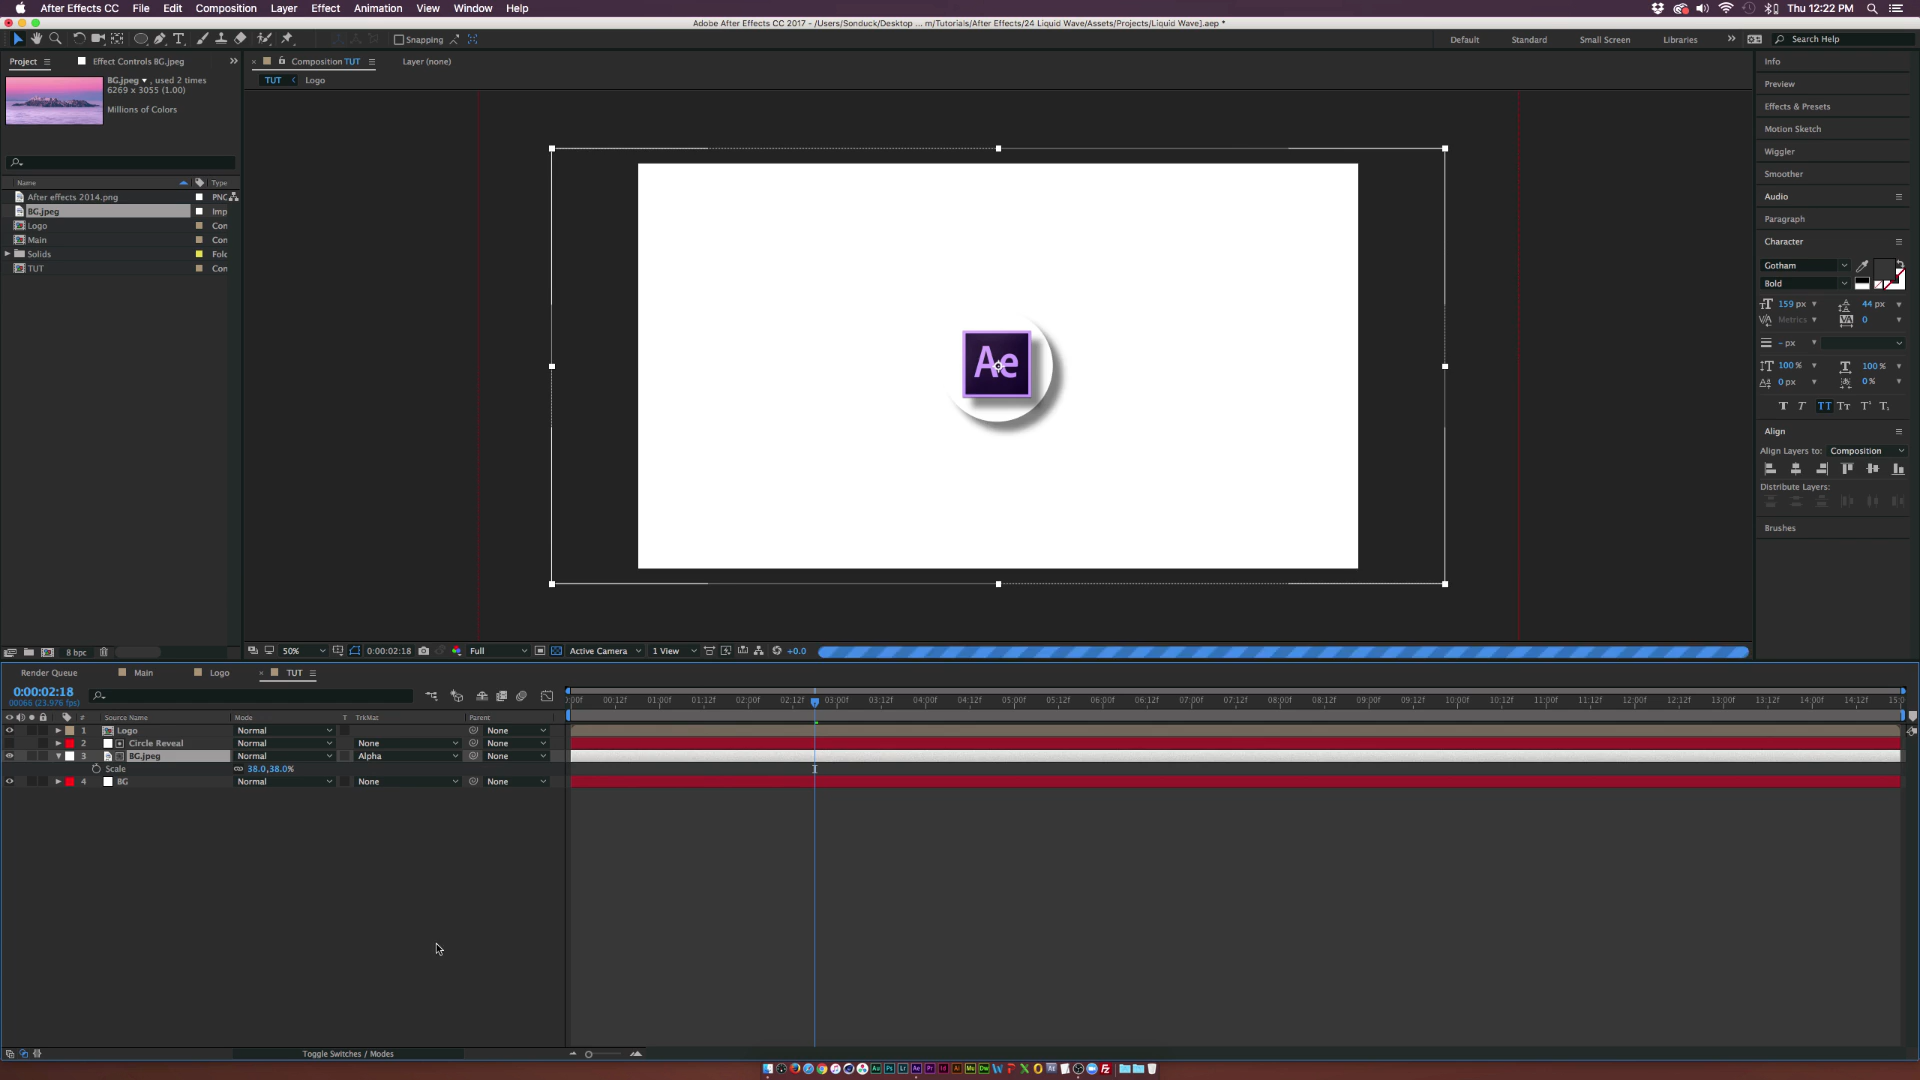 After Effects CC File Edit Composition Layer Effect Animation View Window Help Thu 12:22 PM
Adobe After Effects CC 2017 - /Users/Sonduck/Desktop ... m/Tutorials/After Effects/24 Liquid Wave/Assets/Projects/Liquid Wave].aep *
Snapping Default Standard Small Screen Libraries >> Search Help
Project Effect Controls BG.jpeg >> Composition TUT Layer (none) Info
BG.jpeg , used 2 times TUT Logo
6269 x 3055 (1.00) Preview
Millions of Colors Effects & Presets
Motion Sketch
Wiggler
Smoother
Name Type
After effects 2014.png PNG Audio
BG.jpeg Imp
Logo Con Paragraph
Main Con Character
Solids Fold
TUT Con Gotham
Bold
159 px 44 px
Metrics 0
- px
100 % 100 %
0 px 0 %
T T TT Tt T¹ T₁
Ae
Align
Align Layers to: Composition
Distribute Layers:
Brushes
8 bpc 50% 0:00:02:18 Full Active Camera 1 View +0.0
Render Queue Main Logo TUT
0:00:02:18
00066 (23.976 fps)
:00f 00:12f 01:00f 01:12f 02:00f 02:12f 03:00f 03:12f 04:00f 04:12f 05:00f 05:12f 06:00f 06:12f 07:00f 07:12f 08:00f 08:12f 09:00f 09:12f 10:00f 10:12f 11:00f 11:12f 12:00f 12:12f 13:00f 13:12f 14:00f 14:12f 15:0
# Source Name Mode T TrkMat Parent
1 Logo Normal None
2 Circle Reveal Normal None None
3 BG.jpeg Normal Alpha None
Scale 38.0,38.0%
4 BG Normal None None
Toggle Switches / Modes